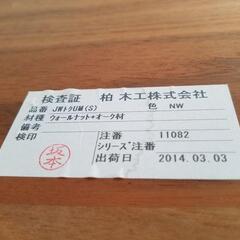 検査証 柏木工株式会社
品番 JWトクUM(S) 色 NW
材種 ウォールナット+オーク材
備考
検印 注番 11082
坂本
シリーズ注番
出荷日 2014.03.03